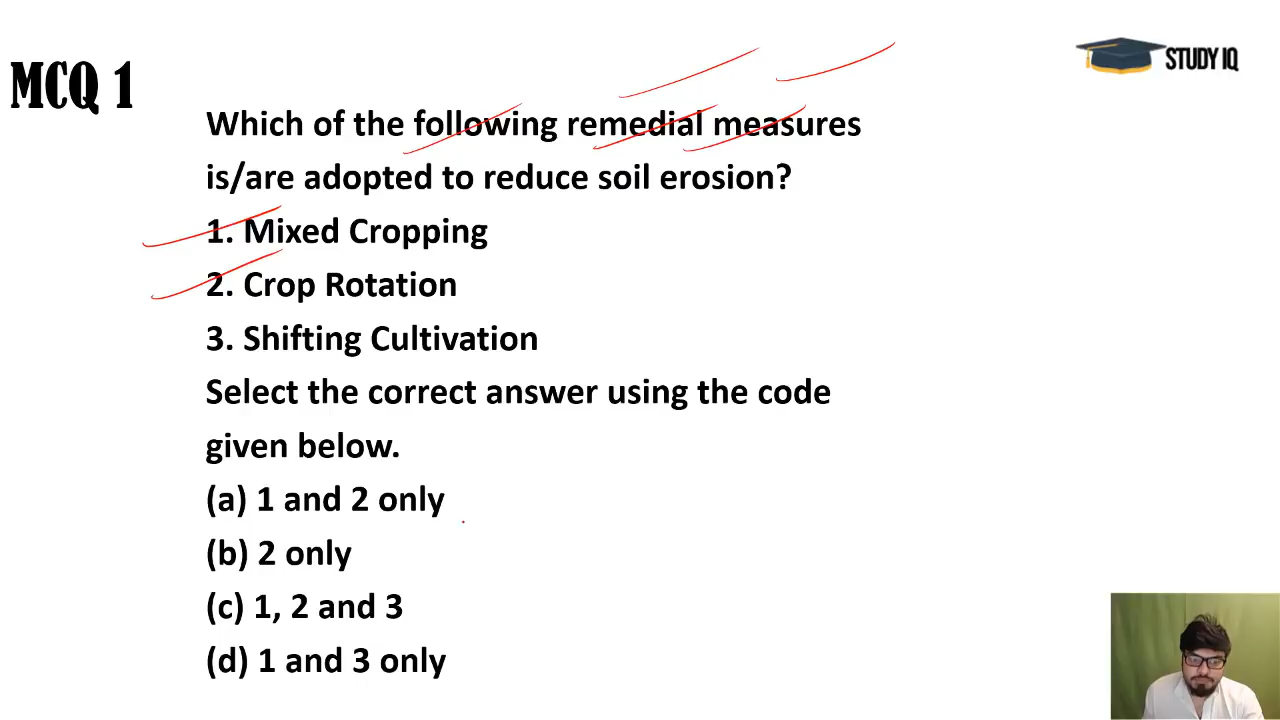 MCQ 1
STUDY IQ
Which of the following remedial measures
is/are adopted to reduce soil erosion?
1. Mixed Cropping
2. Crop Rotation
3. Shifting Cultivation
Select the correct answer using the code
given below.
(a) 1 and 2 only
(b) 2 only
(c) 1, 2 and 3
(d) 1 and 3 only